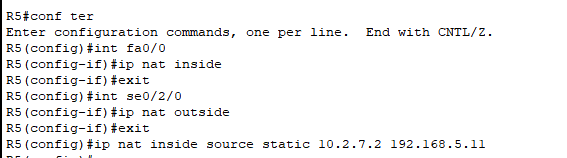 R5#conf ter
Enter configuration commands, one per line.  End with CNTL/Z.
R5(config)#int fa0/0
R5(config-if)#ip nat inside
R5(config-if)#exit
R5(config)#int se0/2/0
R5(config-if)#ip nat outside
R5(config-if)#exit
R5(config)#ip nat inside source static 10.2.7.2 192.168.5.11